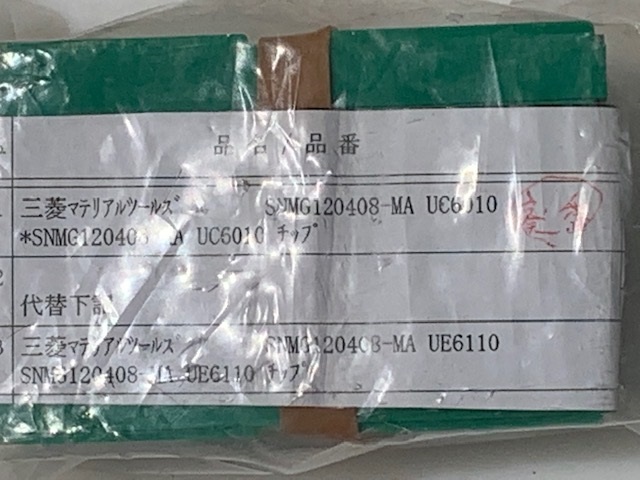 品名/品番
三菱マテリアルツールズ SNMG120408-MA UC6010
*SNMG120408-MA UC6010 チップ
2
代替下記
3 三菱マテリアルツールズ SNMG120408-MA UE6110
SNMG120408-MA UE6110 チップ